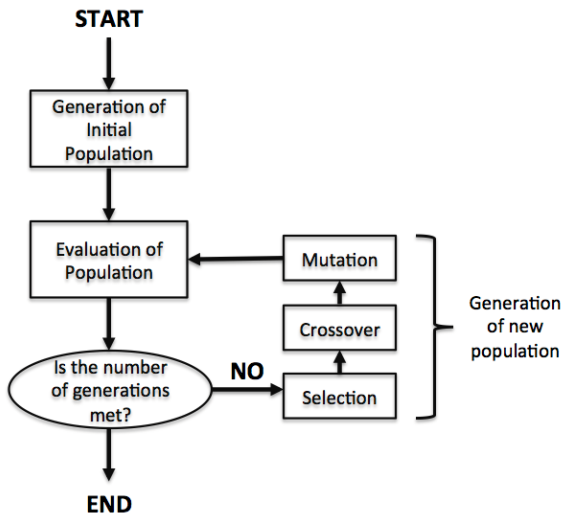 START
Generation of
Initial
Population
Evaluation of
Population
Is the number
of generations
met?
NO
END
Mutation
Crossover
Selection
Generation
of new
population